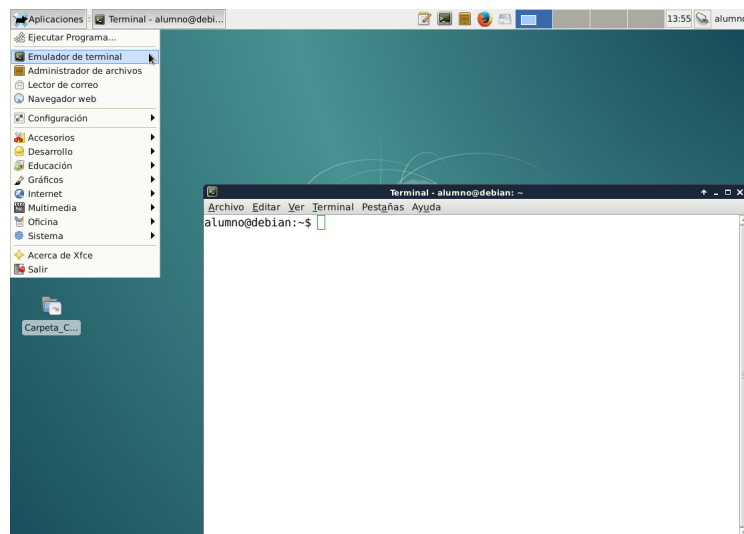 Aplicaciones
Terminal - alumno@debi...
13:55
alumno
Ejecutar Programa...
Emulador de terminal
Administrador de archivos
Lector de correo
Navegador web
Configuración
Accesorios
Desarrollo
Educación
Gráficos
Internet
Multimedia
Oficina
Sistema
Acerca de Xfce
Salir
Carpeta_C...
Terminal - alumno@debian: ~
Archivo Editar Ver Terminal Pestañas Ayuda
alumno@debian:~$